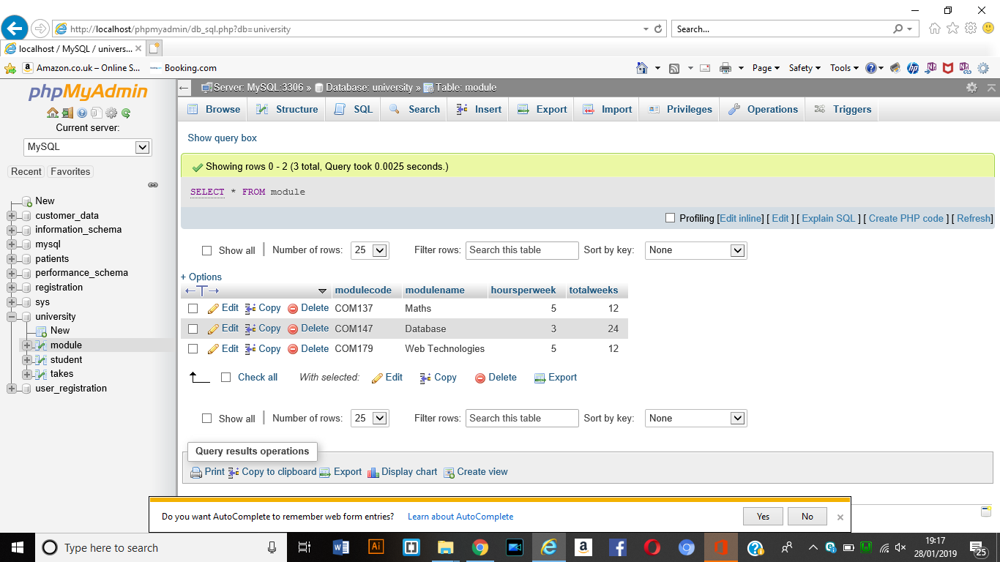 http://localhost/phpmyadmin/db_sql.php?db=university
Search...
localhost / MySQL / univers...
Amazon.co.uk – Online S...
Booking.com
Page
Safety
Tools
phpMyAdmin
Current server:
MySQL
Recent
Favorites
New
customer_data
information_schema
mysql
patients
performance_schema
registration
sys
university
New
module
student
takes
user_registration
Server: MySQL:3306 » Database: university » Table: module
Browse Structure SQL Search Insert Export Import Privileges Operations Triggers
Show query box
Showing rows 0 - 2 (3 total, Query took 0.0025 seconds.)
SELECT * FROM module
Profiling [Edit inline] [ Edit ] [ Explain SQL ] [ Create PHP code ] [ Refresh]
Show all | Number of rows: 25 Filter rows: Search this table Sort by key: None
+ Options
←T→ modulecode modulename hoursperweek totalweeks
Edit Copy Delete COM137 Maths 5 12
Edit Copy Delete COM147 Database 3 24
Edit Copy Delete COM179 Web Technologies 5 12
Check all With selected: Edit Copy Delete Export
Show all | Number of rows: 25 Filter rows: Search this table Sort by key: None
Query results operations
Print Copy to clipboard Export Display chart Create view
Do you want AutoComplete to remember web form entries? Learn about AutoComplete Yes No
Type here to search
19:17
28/01/2019
25